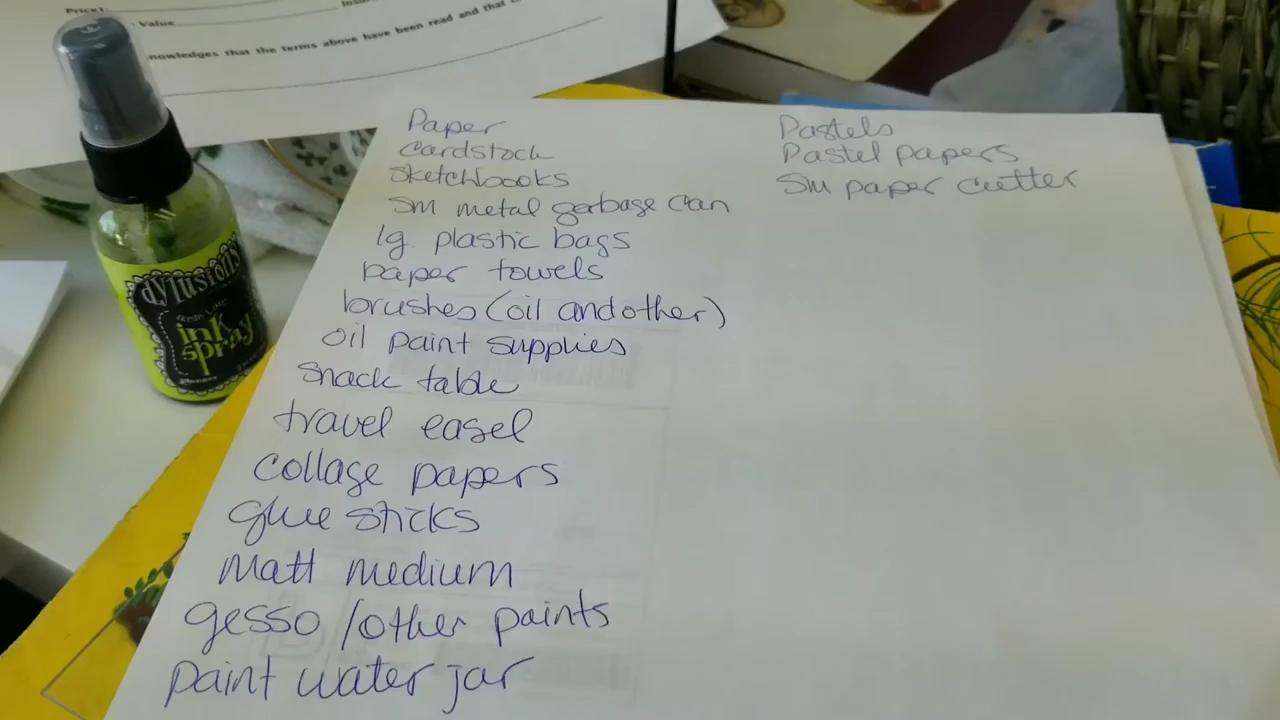 Price1:
Value
nowledges that the terms above have been read and that
dylusions
ink
spray
Paper
cardstock
sketchbooks
sm metal garbage can
lg. plastic bags
paper towels
brushes (oil and other)
oil paint supplies
snack table
travel easel
collage papers
glue sticks
Matt medium
gesso / other paints
paint water jar
Pastels
Pastel papers
sm paper cutter